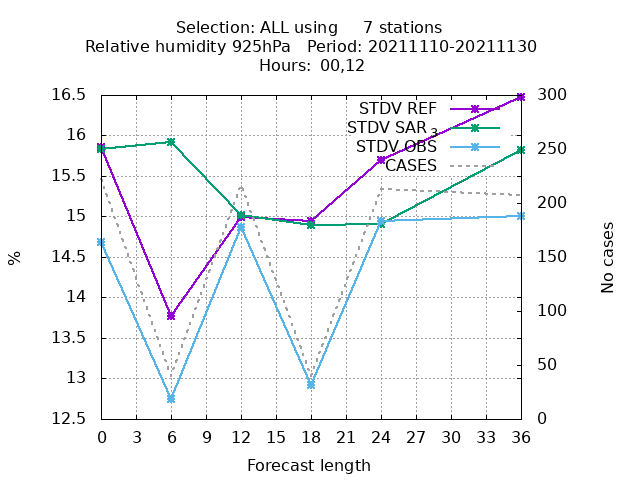 Selection: ALL using     7 stations
Relative humidity 925hPa   Period: 20211110-20211130
Hours: 00,12
16.5
16
15.5
15
14.5
14
13.5
13
12.5
%
STDV REF
STDV SAR 3
STDV OBS
CASES
300
250
200
150
100
50
0
No cases
0 3 6 9 12 15 18 21 24 27 30 33 36
Forecast length